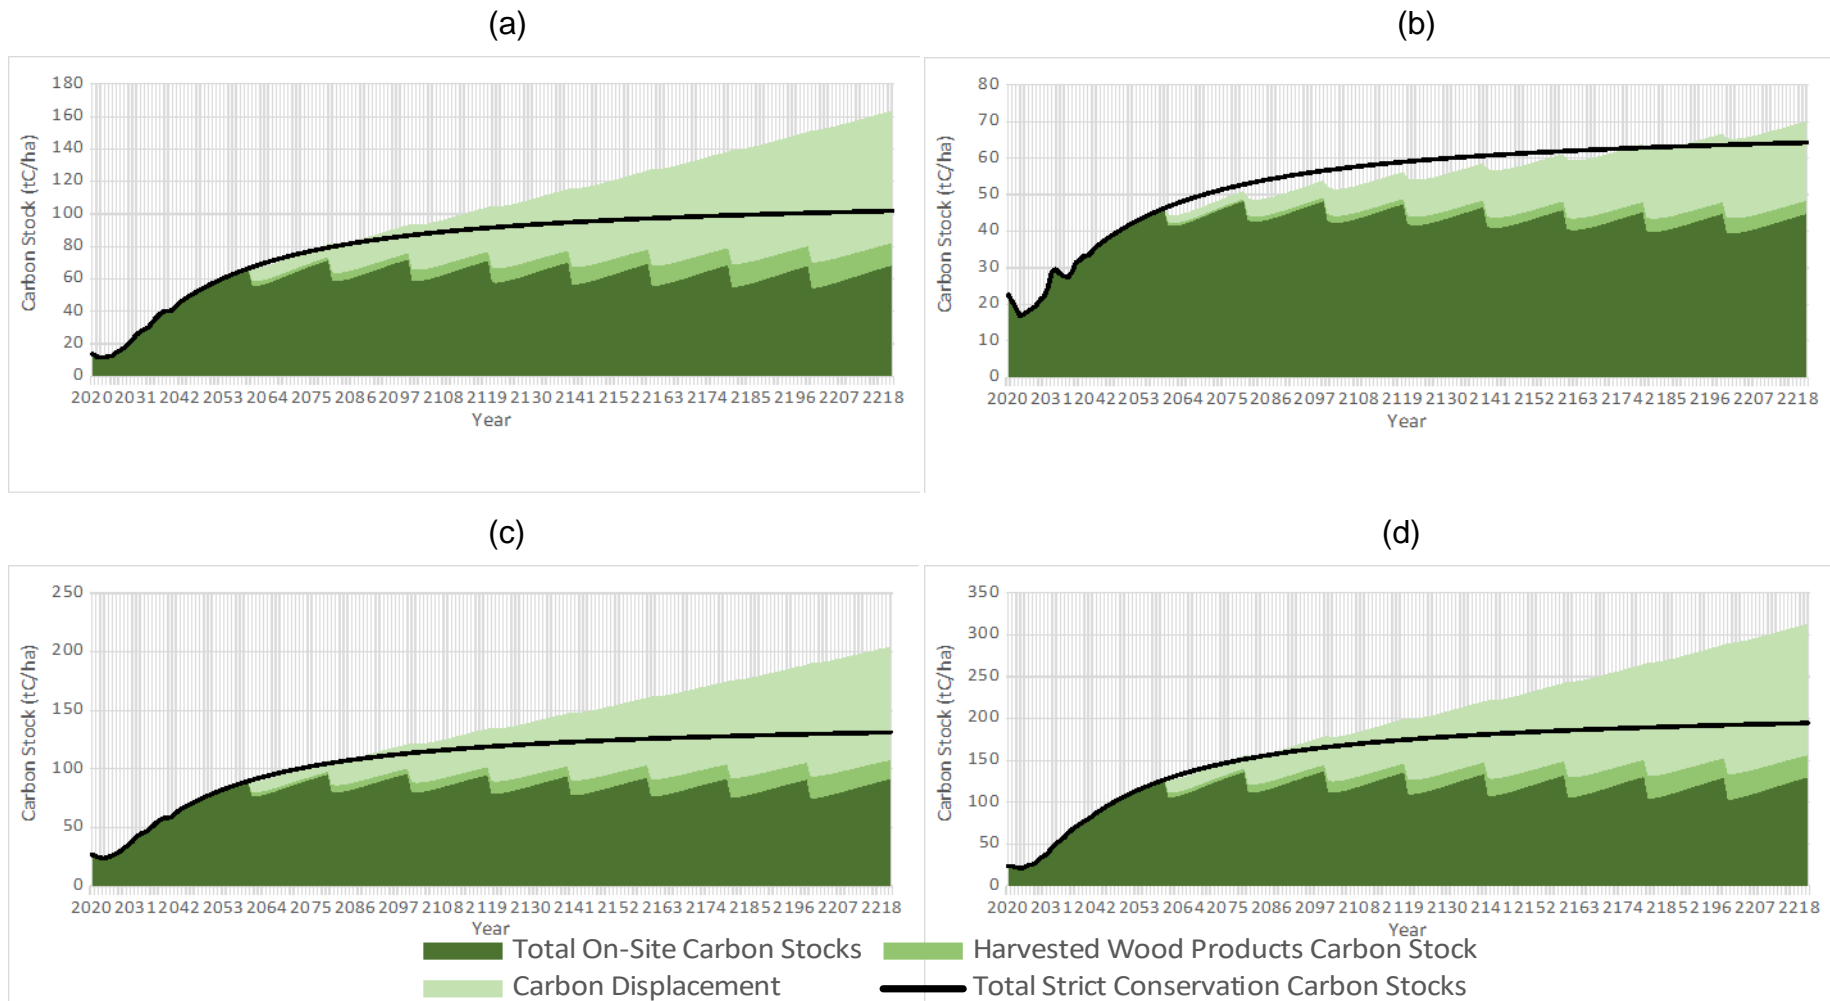 (a)
(b)
180
160
140
120
100
80
60
40
20
0
Carbon Stock (tC/ha)
2020 2031 2042 2053 2064 2075 2086 2097 2108 2119 2130 2141 2152 2163 2174 2185 2196 2207 2218
Year
80
70
60
50
40
30
20
10
0
Carbon Stock (tC/ha)
2020 2031 2042 2053 2064 2075 2086 2097 2108 2119 2130 2141 2152 2163 2174 2185 2196 2207 2218
Year
(c)
(d)
250
200
150
100
50
0
Carbon Stock (tC/ha)
2020 2031 2042 2053 2064 2075 2086 2097 2108 2119 2130 2141 2152 2163 2174 2185 2196 2207 2218
Year
350
300
250
200
150
100
50
0
Carbon Stock (tC/ha)
2020 2031 2042 2053 2064 2075 2086 2097 2108 2119 2130 2141 2152 2163 2174 2185 2196 2207 2218
Year
Total On-Site Carbon Stocks
Harvested Wood Products Carbon Stock
Carbon Displacement
Total Strict Conservation Carbon Stocks